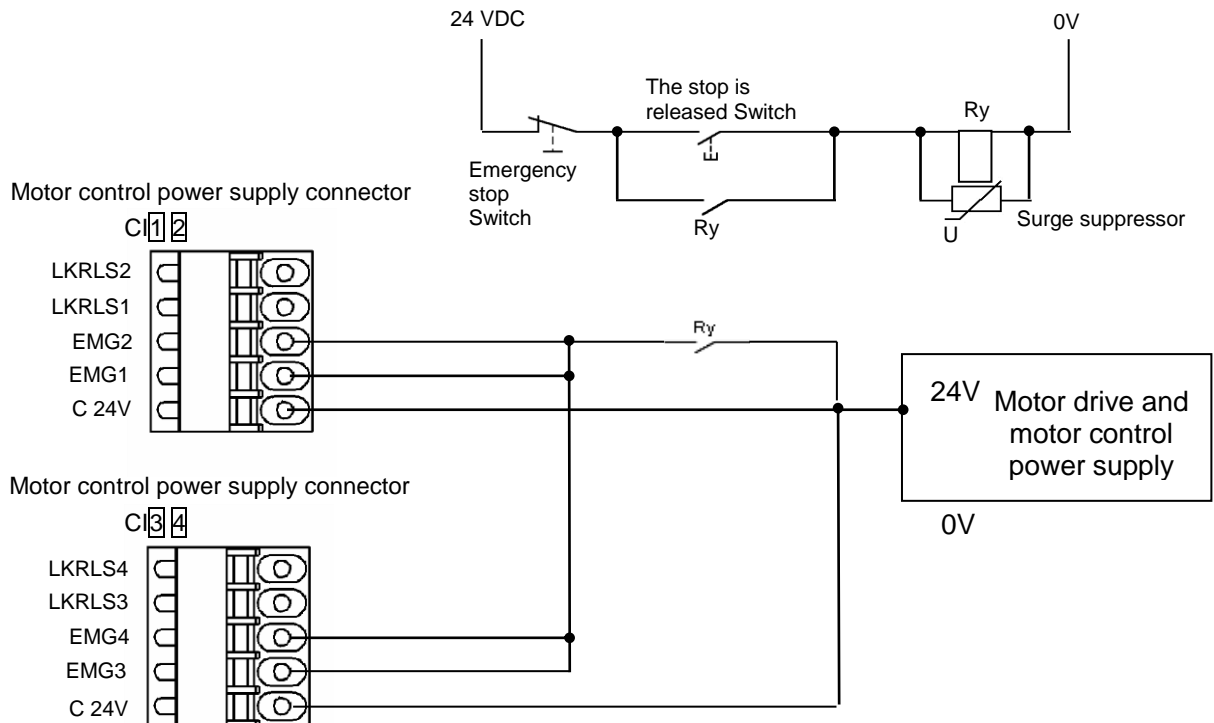 24 VDC
0V
The stop is
released Switch
Ry
Emergency
stop
Switch
Ry
U
Surge suppressor
Motor control power supply connector
CI1 2
LKRLS2
LKRLS1
EMG2
EMG1
C 24V
Ry
24V
Motor drive and
motor control
power supply
0V
Motor control power supply connector
CI3 4
LKRLS4
LKRLS3
EMG4
EMG3
C 24V